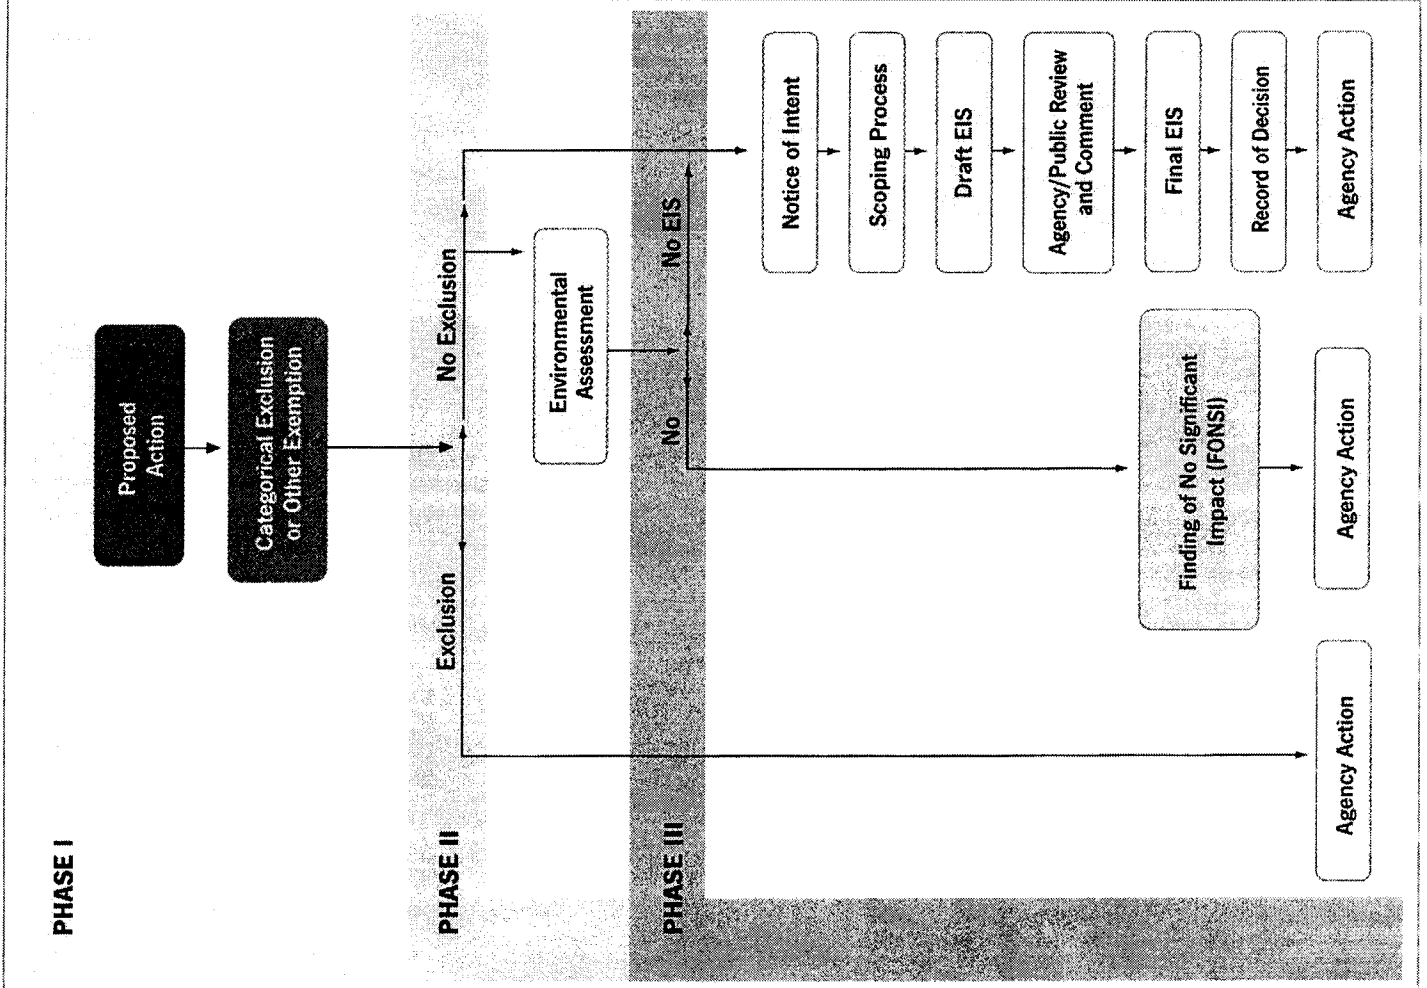 PHASE I
Proposed
Action
Categorical Exclusion
or Other Exemption
PHASE II
Exclusion
No Exclusion
Environmental
Assessment
PHASE III
No
No EIS
Notice of Intent
Scoping Process
Draft EIS
Agency/Public Review
and Comment
Finding of No Significant
Impact (FONSI)
Final EIS
Record of Decision
Agency Action
Agency Action
Agency Action